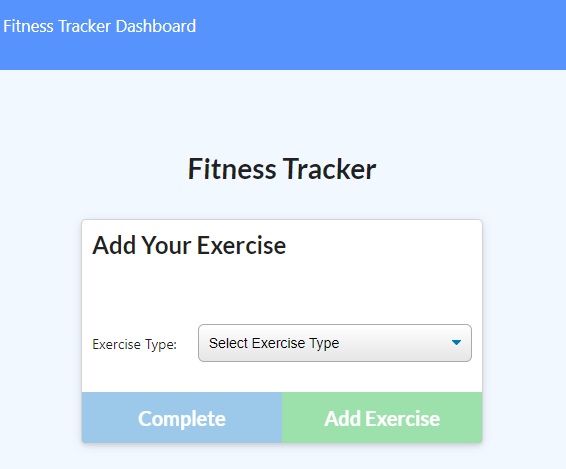 Fitness Tracker Dashboard
Fitness Tracker
Add Your Exercise
Exercise Type: Select Exercise Type
Complete Add Exercise